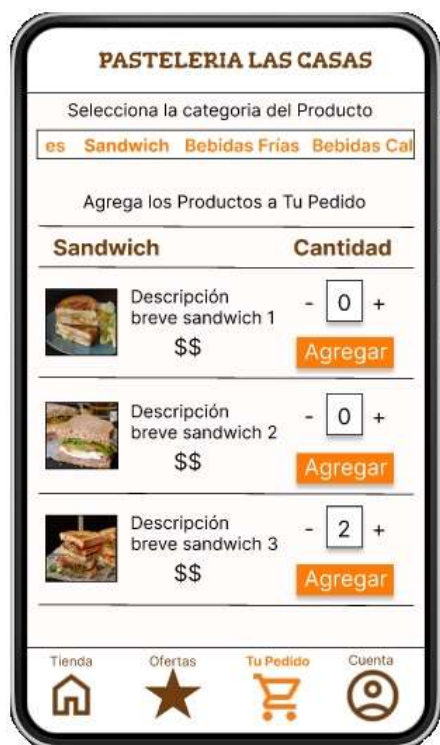 PASTELERIA LAS CASAS
Selecciona la categoria del Producto
es Sandwich Bebidas Frías Bebidas Cal
Agrega los Productos a Tu Pedido
Sandwich Cantidad
Descripción
breve sandwich 1
$$
- 0 +
Agregar
Descripción
breve sandwich 2
$$
- 0 +
Agregar
Descripción
breve sandwich 3
$$
- 2 +
Agregar
Tienda Ofertas Tu Pedido Cuenta